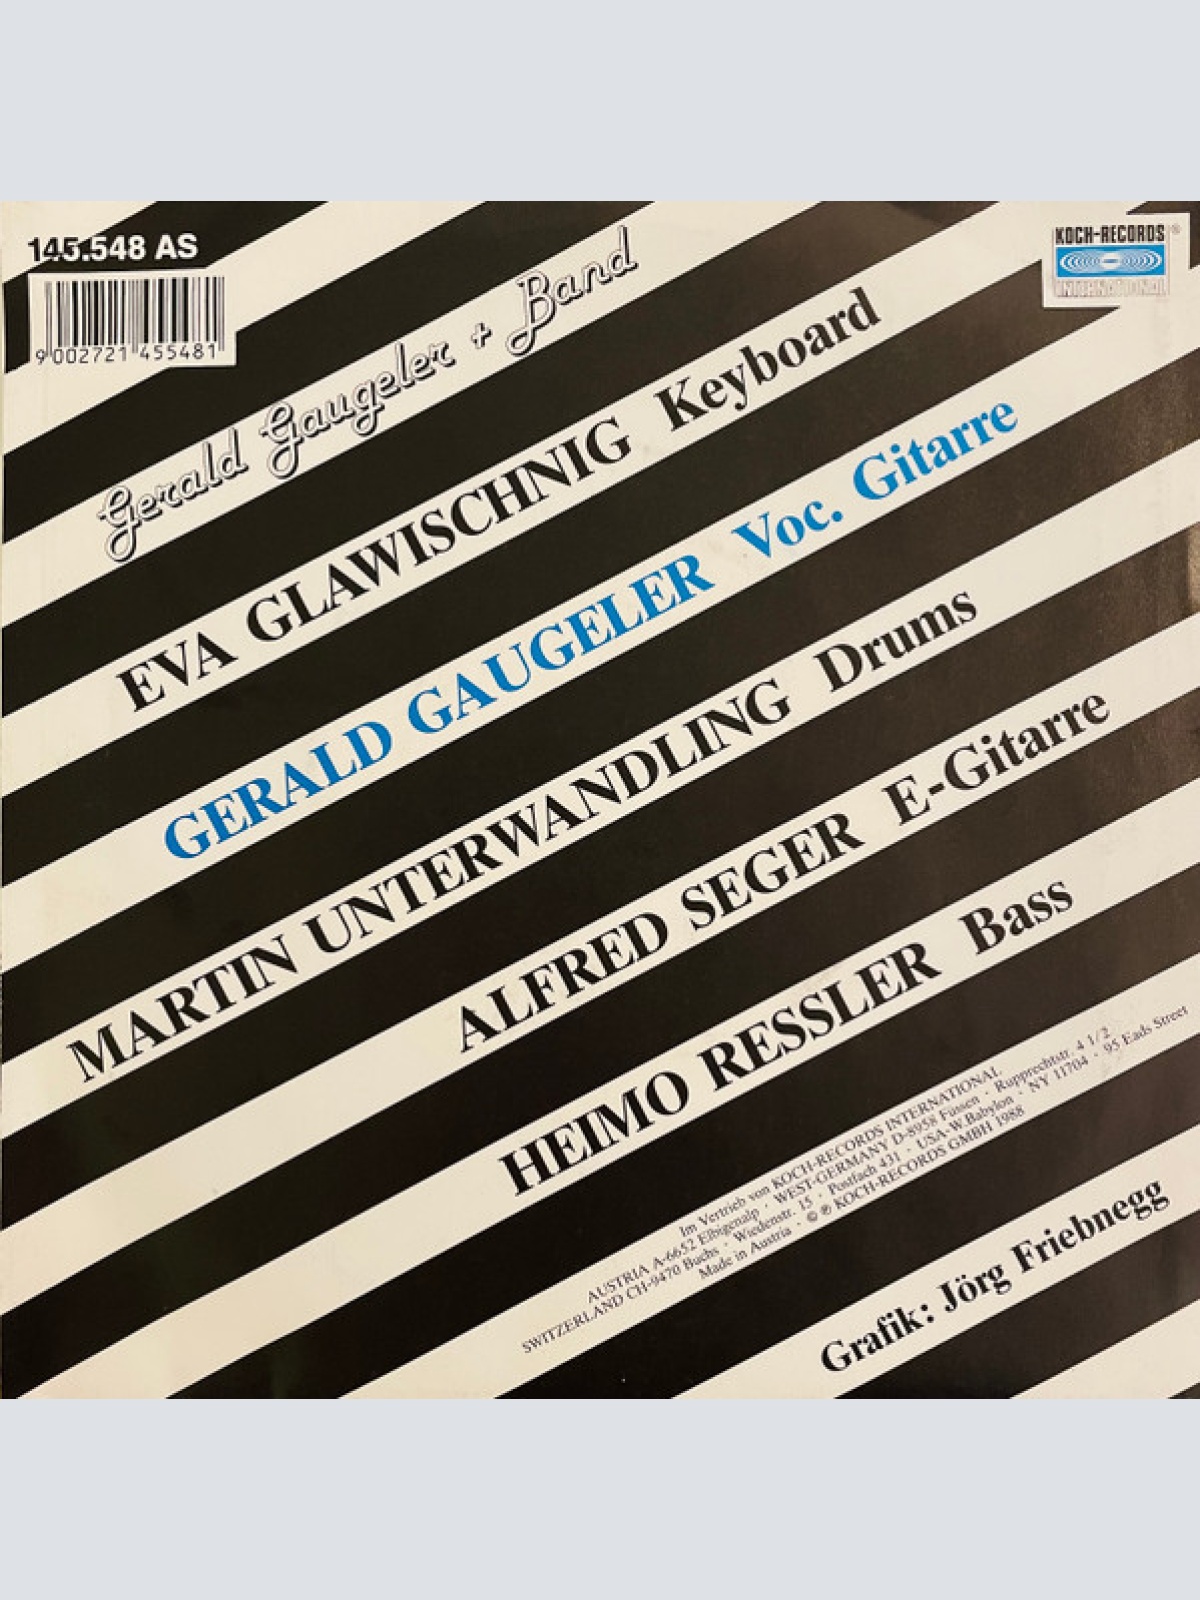 145.548 AS
9 002721 455481
KOCH-RECORDS ®
INTERNATIONAL
Gerald Gaugeler + Band
EVA GLAWISCHNIG Keyboard
GERALD GAUGELER Voc. Gitarre
MARTIN UNTERWANDLING Drums
ALFRED SEGER E-Gitarre
HEIMO RESSLER Bass
Im Vertrieb von KOCH-RECORDS INTERNATIONAL
AUSTRIA A-6652 Elbigenalp · WEST-GERMANY D-8958 Füssen · Rupprechtstr. 4 1/2
SWITZERLAND CH-9470 Buchs · Wiedenstr. 15 · Postfach 431 · USA-W.Babylon · NY 11704 · 95 Eads Street
Made in Austria · © ℗ KOCH-RECORDS GMBH 1988
Grafik: Jörg Friebnegg